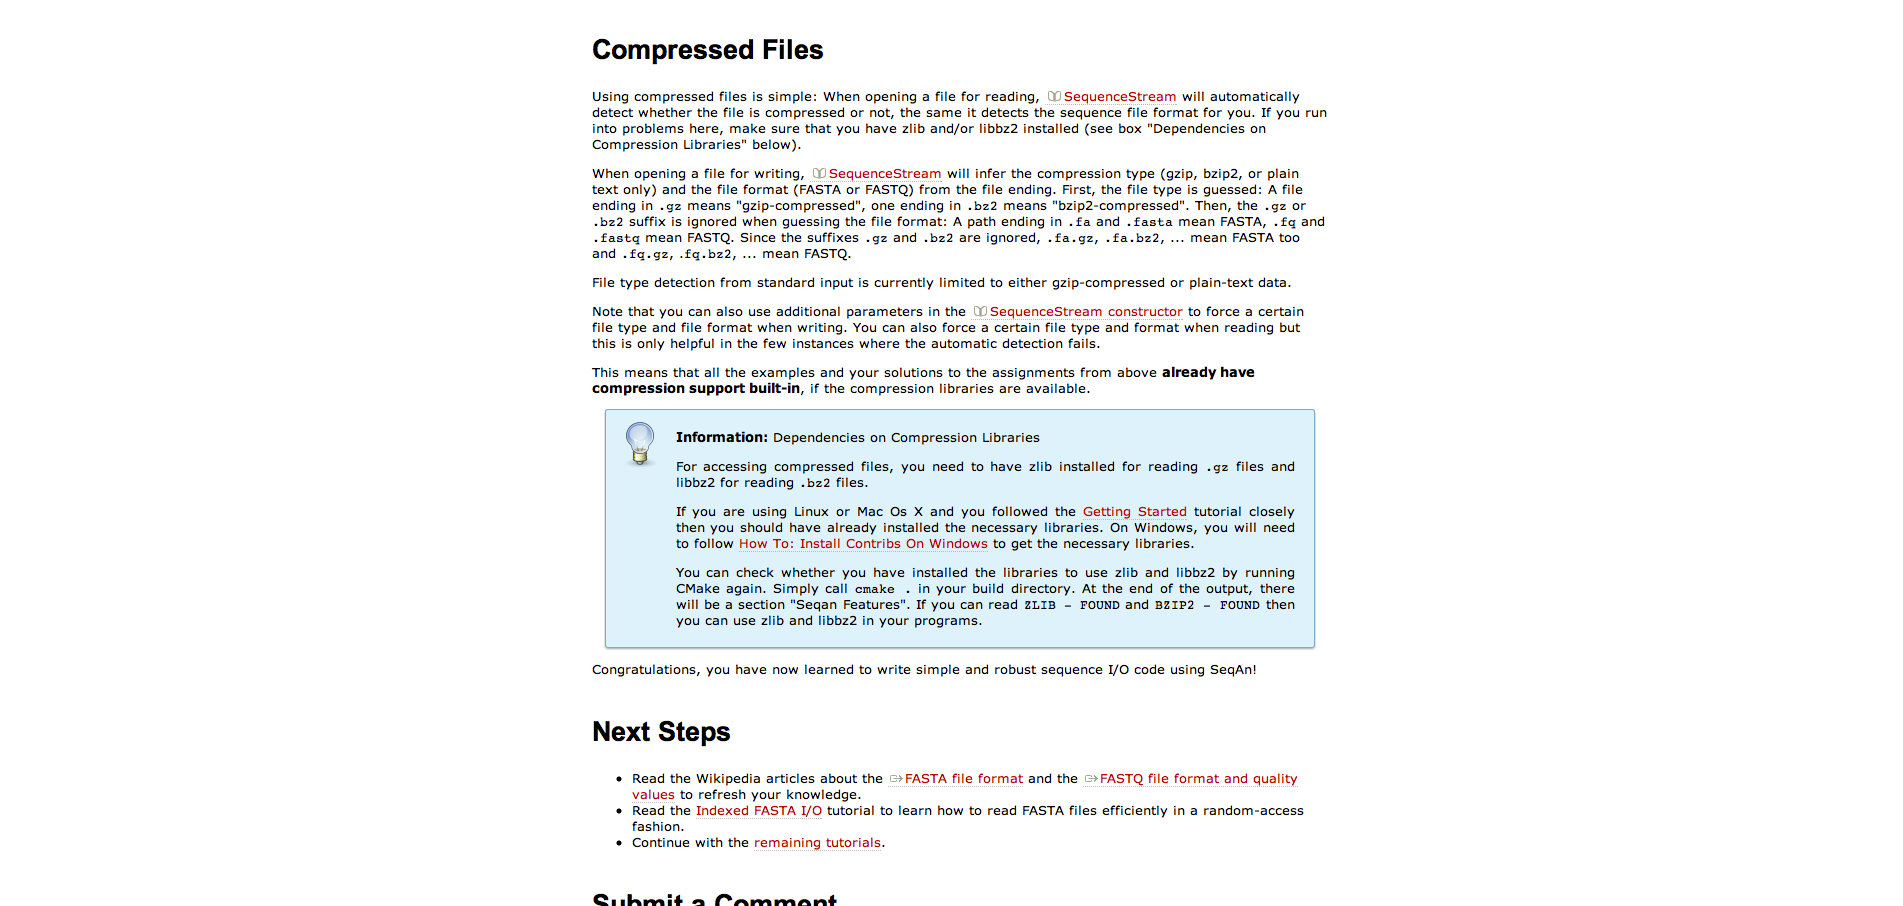 Compressed Files
Using compressed files is simple: When opening a file for reading, SequenceStream will automatically
detect whether the file is compressed or not, the same it detects the sequence file format for you. If you run
into problems here, make sure that you have zlib and/or libbz2 installed (see box "Dependencies on
Compression Libraries" below).
When opening a file for writing, SequenceStream will infer the compression type (gzip, bzip2, or plain
text only) and the file format (FASTA or FASTQ) from the file ending. First, the file type is guessed: A file
ending in .gz means "gzip-compressed", one ending in .bz2 means "bzip2-compressed". Then, the .gz or
.bz2 suffix is ignored when guessing the file format: A path ending in .fa and .fasta mean FASTA, .fq and
.fastq mean FASTQ. Since the suffixes .gz and .bz2 are ignored, .fa.gz, .fa.bz2, ... mean FASTA too
and .fq.gz, .fq.bz2, ... mean FASTQ.
File type detection from standard input is currently limited to either gzip-compressed or plain-text data.
Note that you can also use additional parameters in the SequenceStream constructor to force a certain
file type and file format when writing. You can also force a certain file type and format when reading but
this is only helpful in the few instances where the automatic detection fails.
This means that all the examples and your solutions to the assignments from above already have
compression support built-in, if the compression libraries are available.
Information: Dependencies on Compression Libraries
For accessing compressed files, you need to have zlib installed for reading .gz files and
libbz2 for reading .bz2 files.
If you are using Linux or Mac Os X and you followed the Getting Started tutorial closely
then you should have already installed the necessary libraries. On Windows, you will need
to follow How To: Install Contribs On Windows to get the necessary libraries.
You can check whether you have installed the libraries to use zlib and libbz2 by running
CMake again. Simply call cmake . in your build directory. At the end of the output, there
will be a section "Seqan Features". If you can read ZLIB - FOUND and BZIP2 - FOUND then
you can use zlib and libbz2 in your programs.
Congratulations, you have now learned to write simple and robust sequence I/O code using SeqAn!
Next Steps
• Read the Wikipedia articles about the FASTA file format and the FASTQ file format and quality
values to refresh your knowledge.
• Read the Indexed FASTA I/O tutorial to learn how to read FASTA files efficiently in a random-access
fashion.
• Continue with the remaining tutorials.
Submit a Comment